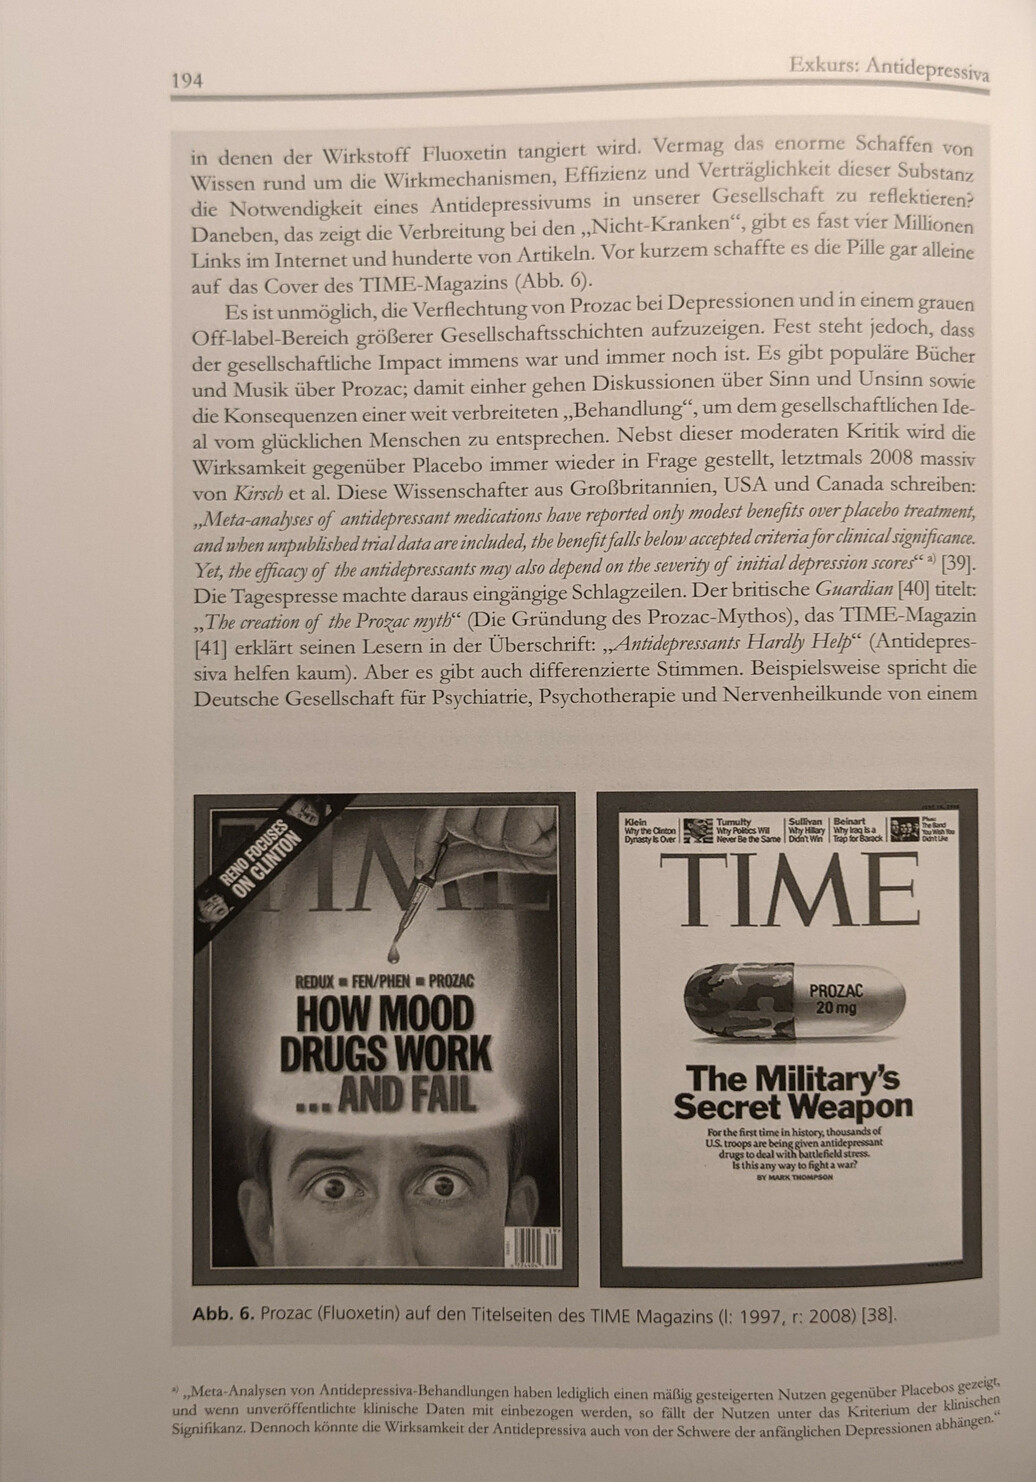 194
Exkurs: Antidepressiva
in denen der Wirkstoff Fluoxetin tangiert wird. Vermag das enorme Schaffen von
Wissen rund um die Wirkmechanismen, Effizienz und Verträglichkeit dieser Substanz
die Notwendigkeit eines Antidepressivums in unserer Gesellschaft zu reflektieren?
Daneben, das zeigt die Verbreitung bei den „Nicht-Kranken“, gibt es fast vier Millionen
Links im Internet und hunderte von Artikeln. Vor kurzem schaffte es die Pille gar alleine
auf das Cover des TIME-Magazins (Abb. 6).
Es ist unmöglich, die Verflechtung von Prozac bei Depressionen und in einem grauen
Off-label-Bereich größerer Gesellschaftsschichten aufzuzeigen. Fest steht jedoch, dass
der gesellschaftliche Impact immens war und immer noch ist. Es gibt populäre Bücher
und Musik über Prozac; damit einher gehen Diskussionen über Sinn und Unsinn sowie
die Konsequenzen einer weit verbreiteten „Behandlung“, um dem gesellschaftlichen Ide-
al vom glücklichen Menschen zu entsprechen. Nebst dieser moderaten Kritik wird die
Wirksamkeit gegenüber Placebo immer wieder in Frage gestellt, letztmals 2008 massiv
von Kirsch et al. Diese Wissenschafter aus Großbritannien, USA und Canada schreiben:
„Meta-analyses of antidepressant medications have reported only modest benefits over placebo treatment,
and when unpublished trial data are included, the benefit falls below accepted criteria for clinical significance.
Yet, the efficacy of the antidepressants may also depend on the severity of initial depression scores“ a) [39].
Die Tagespresse machte daraus eingängige Schlagzeilen. Der britische Guardian [40] titelt:
„The creation of the Prozac myth“ (Die Gründung des Prozac-Mythos), das TIME-Magazin
[41] erklärt seinen Lesern in der Überschrift: „Antidepressants Hardly Help“ (Antidepres-
siva helfen kaum). Aber es gibt auch differenzierte Stimmen. Beispielsweise spricht die
Deutsche Gesellschaft für Psychiatrie, Psychotherapie und Nervenheilkunde von einem
RENO FOCUSES
ON CLINTON
TIME
REDUX ■ FEN/PHEN ■ PROZAC
HOW MOOD
DRUGS WORK
... AND FAIL
Klein
Why the Clinton
Dynasty Is Over
Tumulty
Why Politics Will
Never Be the Same
Sullivan
Why Hillary
Didn't Win
Beinart
Why Iraq Is a
Trap for Barack
Plus:
The Band
You Wish You
Didn't Like
TIME
PROZAC
20 mg
The Military's
Secret Weapon
For the first time in history, thousands of
U.S. troops are being given antidepressant
drugs to deal with battlefield stress.
Is this any way to fight a war?
BY MARK THOMPSON
Abb. 6. Prozac (Fluoxetin) auf den Titelseiten des TIME Magazins (l: 1997, r: 2008) [38].
a) „Meta-Analysen von Antidepressiva-Behandlungen haben lediglich einen mäßig gesteigerten Nutzen gegenüber Placebos gezeigt,
und wenn unveröffentlichte klinische Daten mit einbezogen werden, so fällt der Nutzen unter das Kriterium der klinischen
Signifikanz. Dennoch könnte die Wirksamkeit der Antidepressiva auch von der Schwere der anfänglichen Depressionen abhängen.“